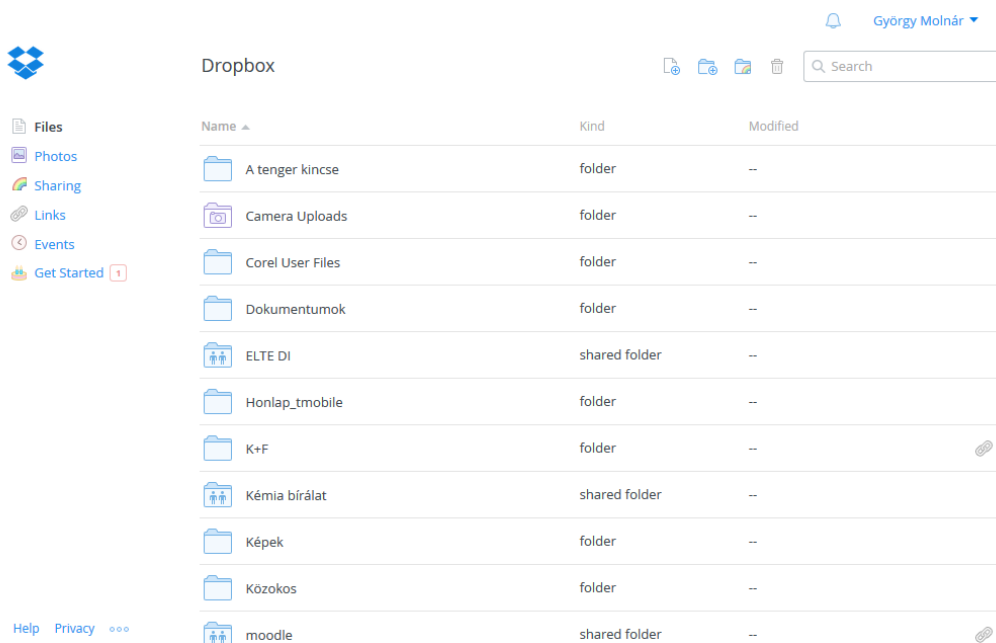 György Molnár
Dropbox
Search
Files
Photos
Sharing
Links
Events
Get Started 1
Name Kind Modified
A tenger kincse folder --
Camera Uploads folder --
Corel User Files folder --
Dokumentumok folder --
ELTE DI shared folder --
Honlap_tmobile folder --
K+F folder --
Kémia bírálat shared folder --
Képek folder --
Közokos folder --
moodle shared folder --
Help Privacy